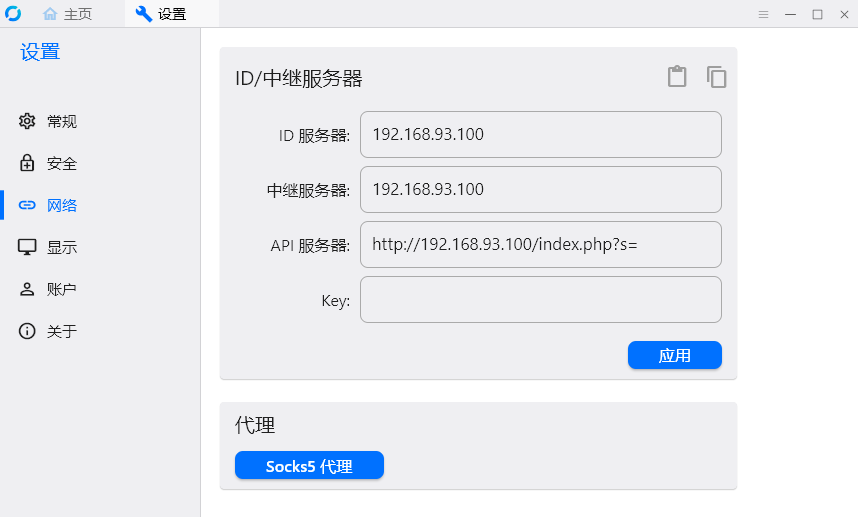 主页
设置
设置
常规
安全
网络
显示
账户
关于
ID/中继服务器
ID 服务器: 192.168.93.100
中继服务器: 192.168.93.100
API 服务器: http://192.168.93.100/index.php?s=
Key:
应用
代理
Socks5 代理